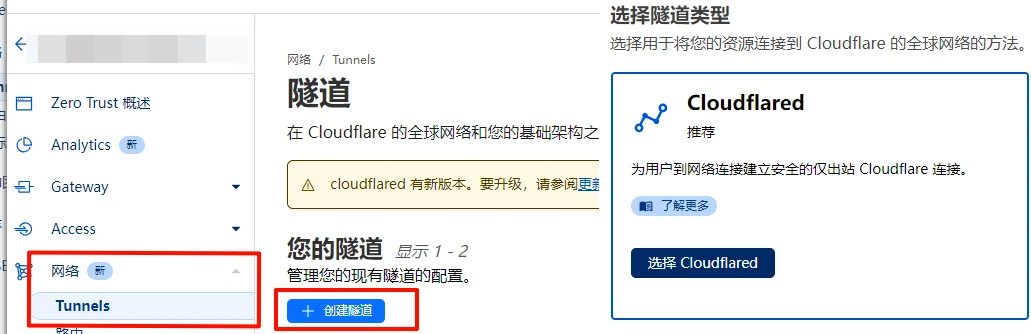 Zero Trust 概述
Analytics 新
Gateway
Access
网络 新
Tunnels
路由
网络 / Tunnels
隧道
在 Cloudflare 的全球网络和您的基础架构之
cloudflared 有新版本。要升级，请参阅更新
您的隧道 显示 1 - 2
管理您的现有隧道的配置。
创建隧道
选择隧道类型
选择用于将您的资源连接到 Cloudflare 的全球网络的方法。
Cloudflared
推荐
为用户到网络连接建立安全的仅出站 Cloudflare 连接。
了解更多
选择 Cloudflared